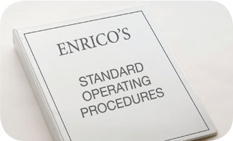 ENRICO'S
STANDARD
OPERATING
PROCEDURES